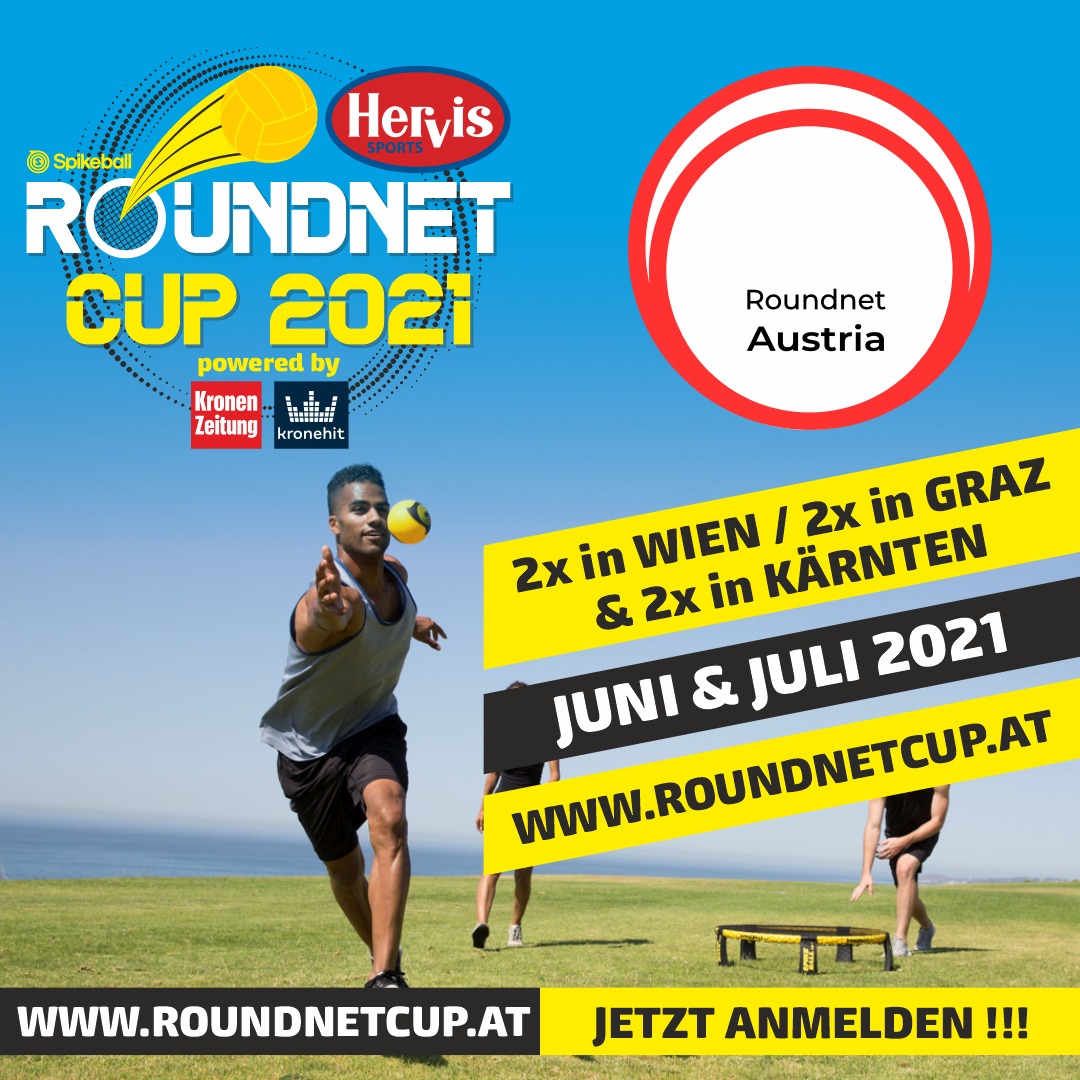 Hervis
SPORTS
Spikeball
ROUNDNET
CUP 2021
powered by
Kronen
Zeitung
kronehit
Roundnet
Austria
2x in WIEN / 2x in GRAZ
& 2x in KÄRNTEN
JUNI & JULI 2021
WWW.ROUNDNETCUP.AT
WWW.ROUNDNETCUP.AT
JETZT ANMELDEN !!!